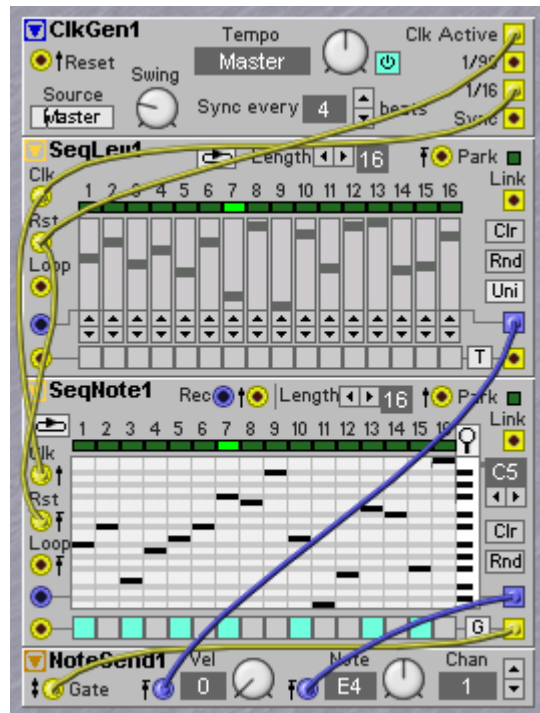 ClkGen1 Tempo Clk Active
Reset Master 1/96
Swing 1/16
Source Master Sync every 4 beats Sync
SeqLev1 Length 16 Park
Clk Link
1 2 3 4 5 6 7 8 9 10 11 12 13 14 15 16
Rst Clr
Loop Rnd
Uni
T
SeqNote1 Rec Length 16 Park
Link
1 2 3 4 5 6 7 8 9 10 11 12 13 14 15 16
Clk C5
Rst Clr
Loop Rnd
G
NoteSend1 Vel Note Chan
Gate 0 E4 1